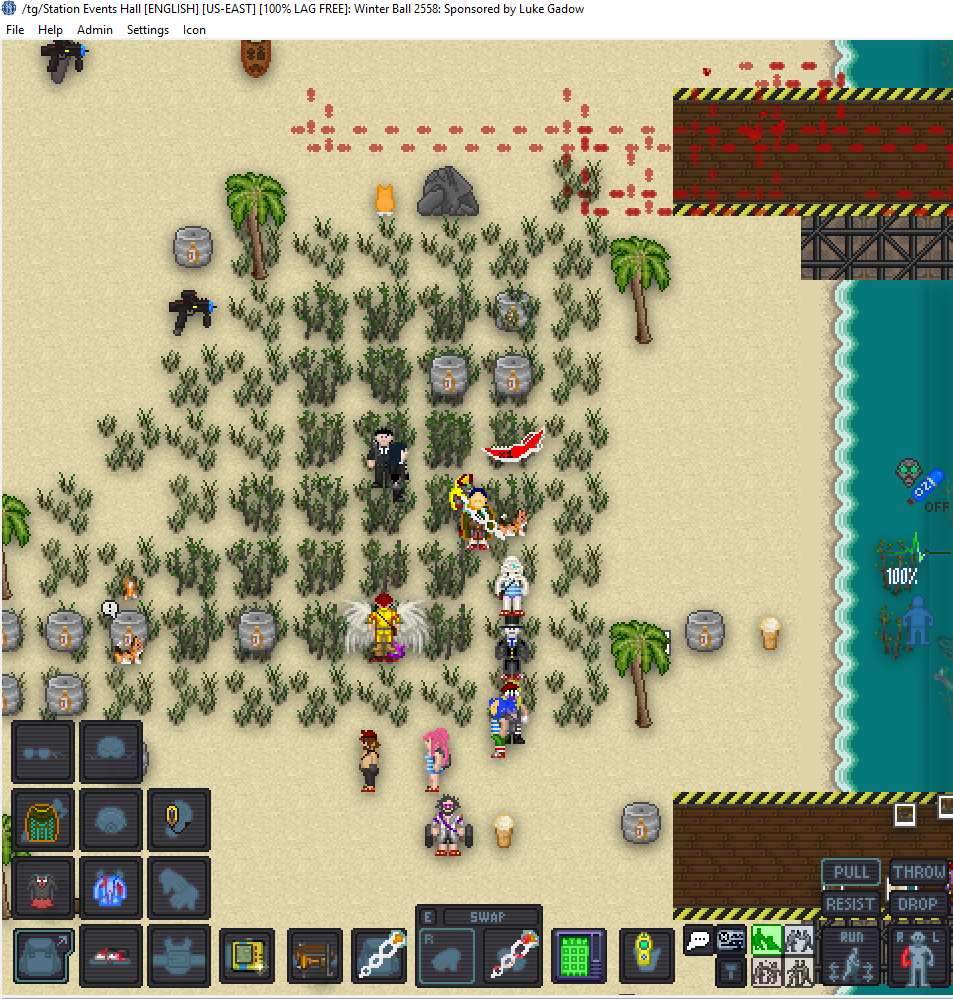 /tg/Station Events Hall [ENGLISH] [US-EAST] [100% LAG FREE]: Winter Ball 2558: Sponsored by Luke Gadow
File Help Admin Settings Icon
O21
OFF
100%
!
PULL THROW
RESIST DROP
E SWAP
R
RUN R L